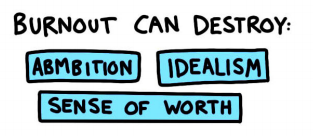 BURNOUT CAN DESTROY:
ABMBITION IDEALISM
SENSE OF WORTH